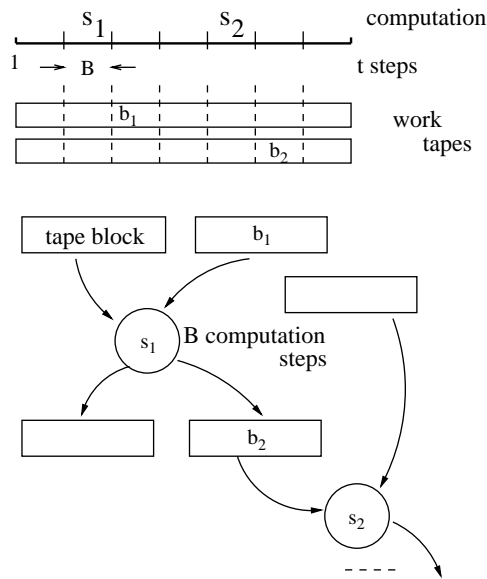 s1 s2 computation
1 B t steps
b1 work
b2 tapes
tape block b1
s1 B computation
steps
b2
s2